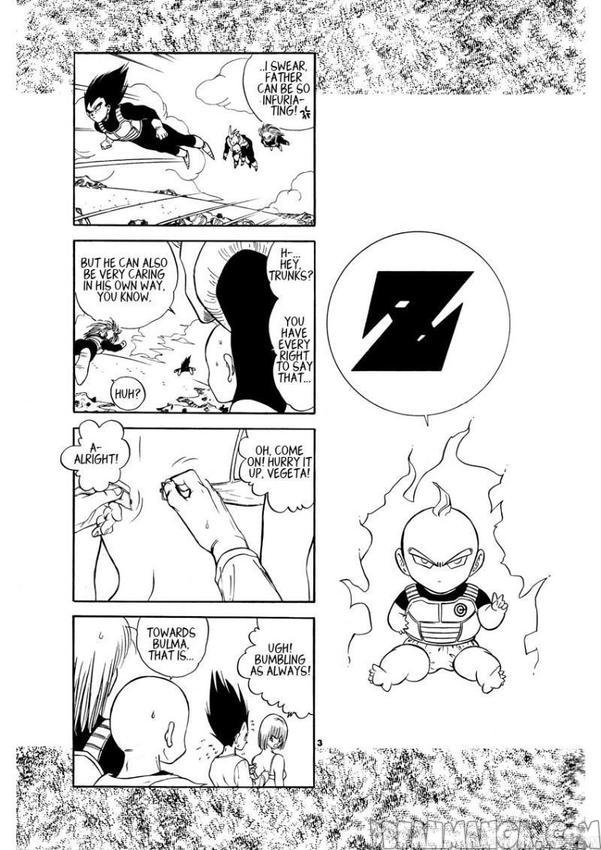 ..I SWEAR,
FATHER
CAN BE SO
INFURIA-
TING!
H-...
HEY,
TRUNKS?
YOU
HAVE
EVERY
RIGHT TO
SAY
THAT...
BUT HE CAN ALSO
BE VERY CARING
IN HIS OWN WAY,
YOU KNOW.
HUH?
Z
OH, COME
ON! HURRY IT
UP, VEGETA!
A-
ALRIGHT!
UGH!
BUMBLING
AS ALWAYS!
TOWARDS
BULMA,
THAT IS...
3